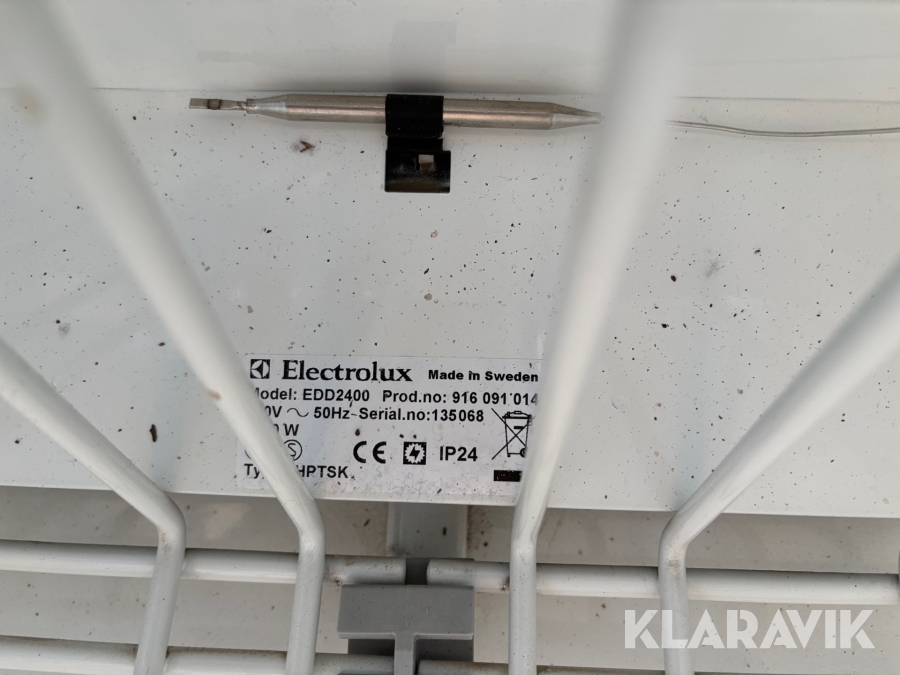 Electrolux Made in Sweden
Model: EDD2400 Prod.no: 916 091 014
0V ~ 50Hz Serial.no:135068
W
S
CE IP24
HPTSK
KLARAVIK